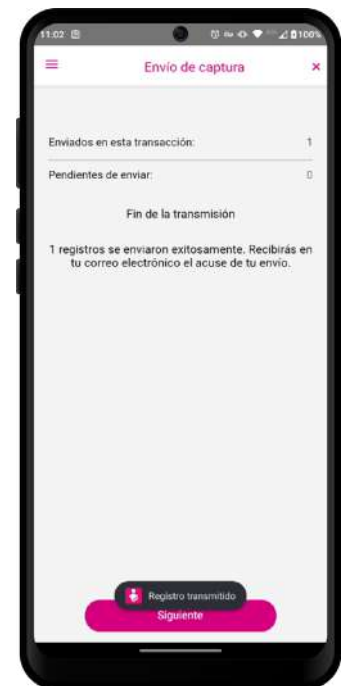 11:02
100%
Envío de captura
×
Enviados en esta transacción: 1
Pendientes de enviar: 0
Fin de la transmisión
1 registros se enviaron exitosamente. Recibirás en
tu correo electrónico el acuse de tu envío.
Registro transmitido
Siguiente